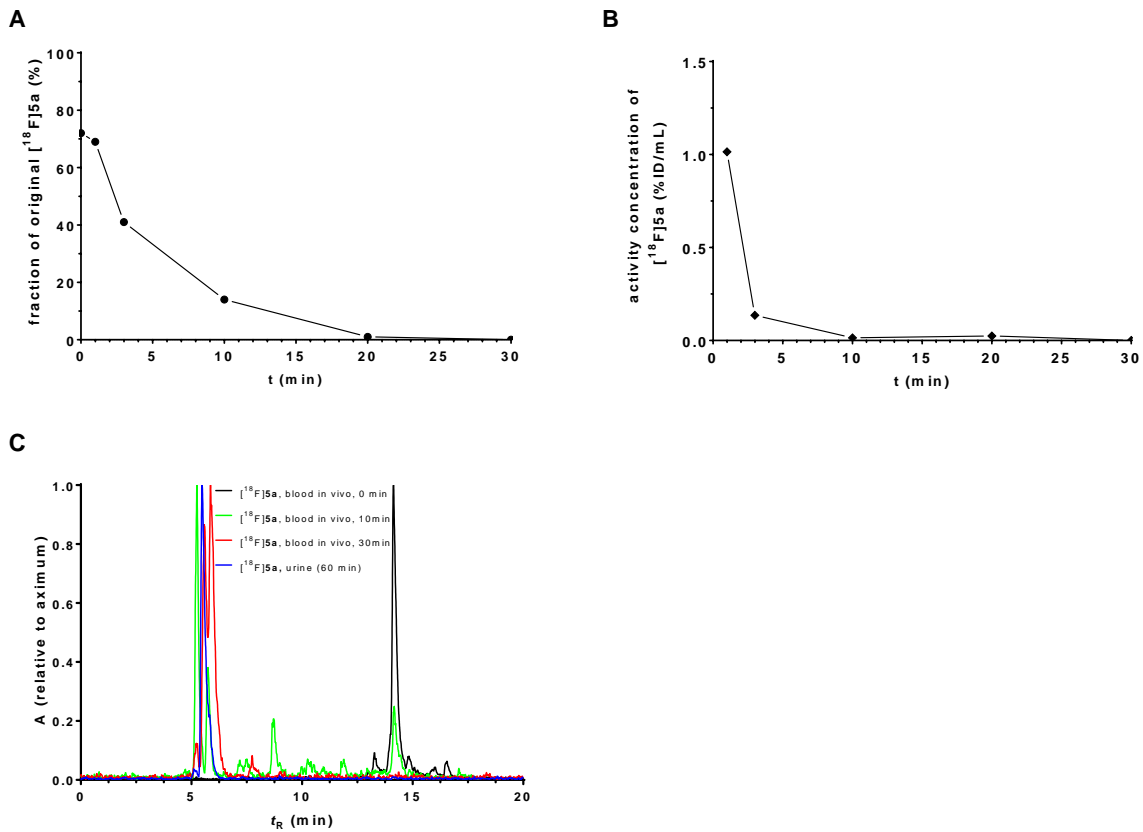 A
fraction of original [18F]5a (%)
100
80
60
40
20
0
0 5 10 15 20 25 30
t (min)
B
activity concentration of
[18F]5a (%ID/mL)
1.5
1.0
0.5
0.0
0 5 10 15 20 25 30
t (min)
C
A (relative to aximum)
1.0
0.8
0.6
0.4
0.2
0.0
[18F]5a, blood in vivo, 0 min
[18F]5a, blood in vivo, 10min
[18F]5a, blood in vivo, 30min
[18F]5a, urine (60 min)
0 5 10 15 20
tR (min)